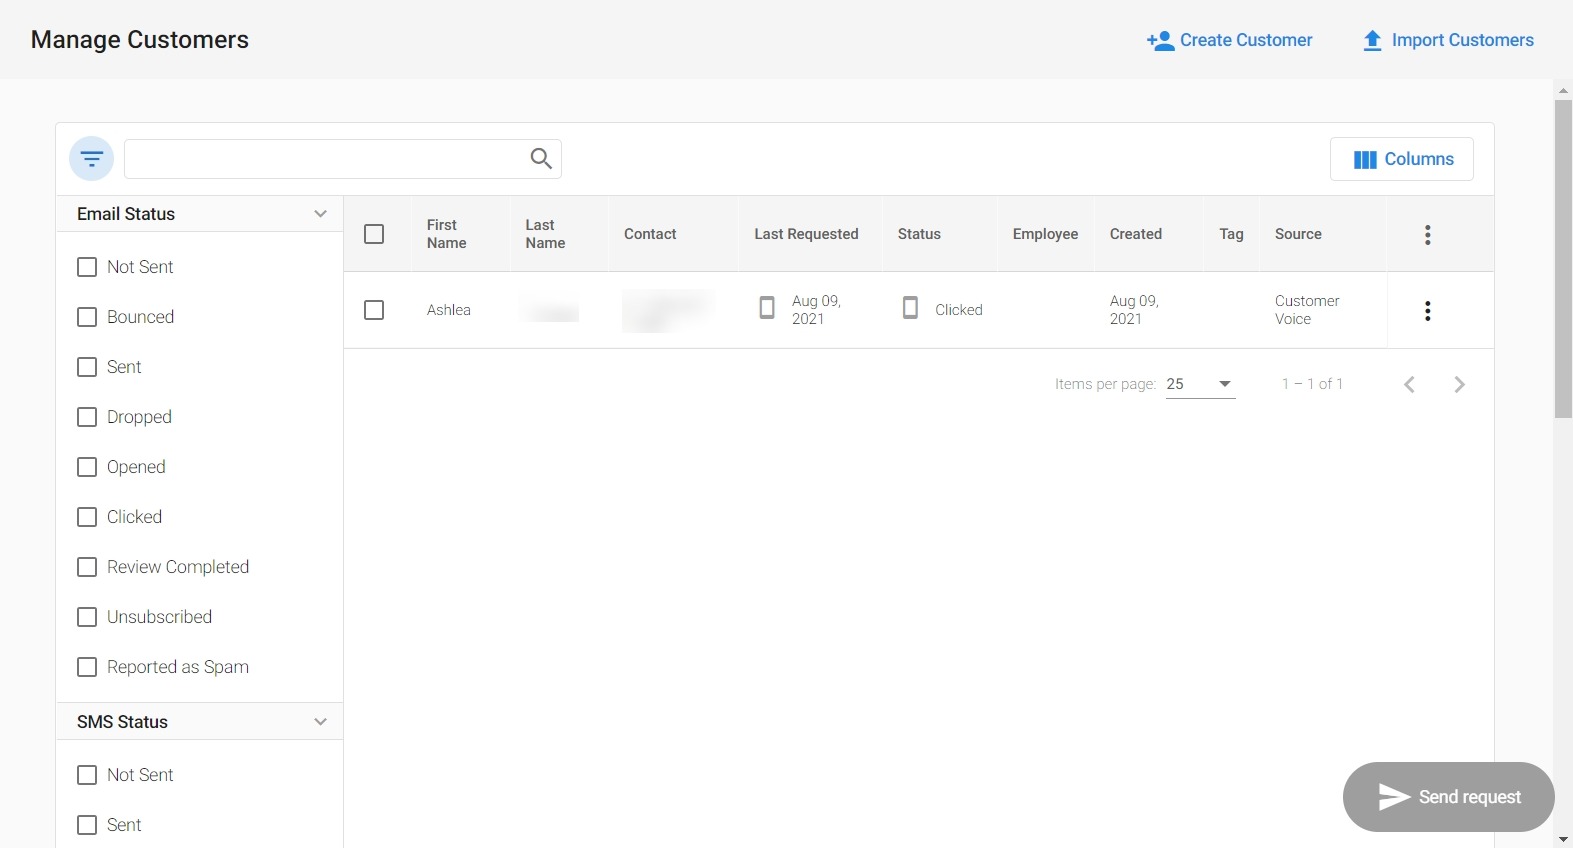 Manage Customers
Create Customer
Import Customers
Columns
Email Status
Not Sent
Bounced
Sent
Dropped
Opened
Clicked
Review Completed
Unsubscribed
Reported as Spam
SMS Status
Not Sent
Sent
First
Name
Last
Name
Contact
Last Requested
Status
Employee
Created
Tag
Source
Ashlea
Aug 09,
2021
Clicked
Aug 09,
2021
Customer
Voice
Items per page: 25
1 – 1 of 1
Send request